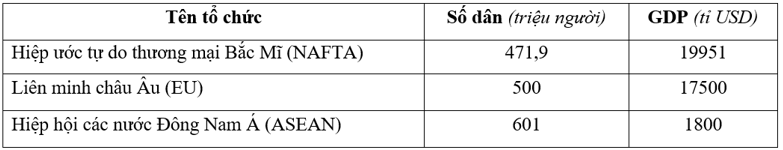 Tên tổ chức Số dân (triệu người) GDP (tỉ USD)
Hiệp ước tự do thương mại Bắc Mĩ (NAFTA) 471,9 19951
Liên minh châu Âu (EU) 500 17500
Hiệp hội các nước Đông Nam Á (ASEAN) 601 1800